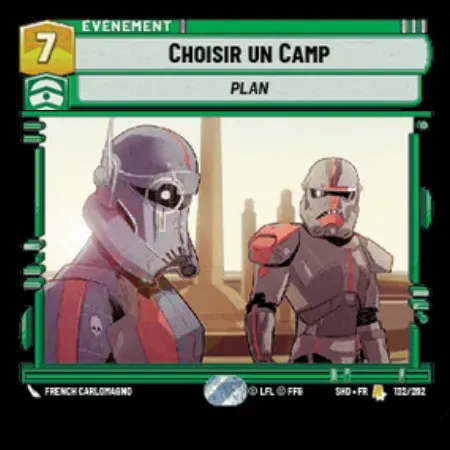 EVENEMENT
7
CHOISIR UN CAMP
PLAN
FRENCH CARLOMAGNO
© LFL © FFG
SHD • FR
132/262